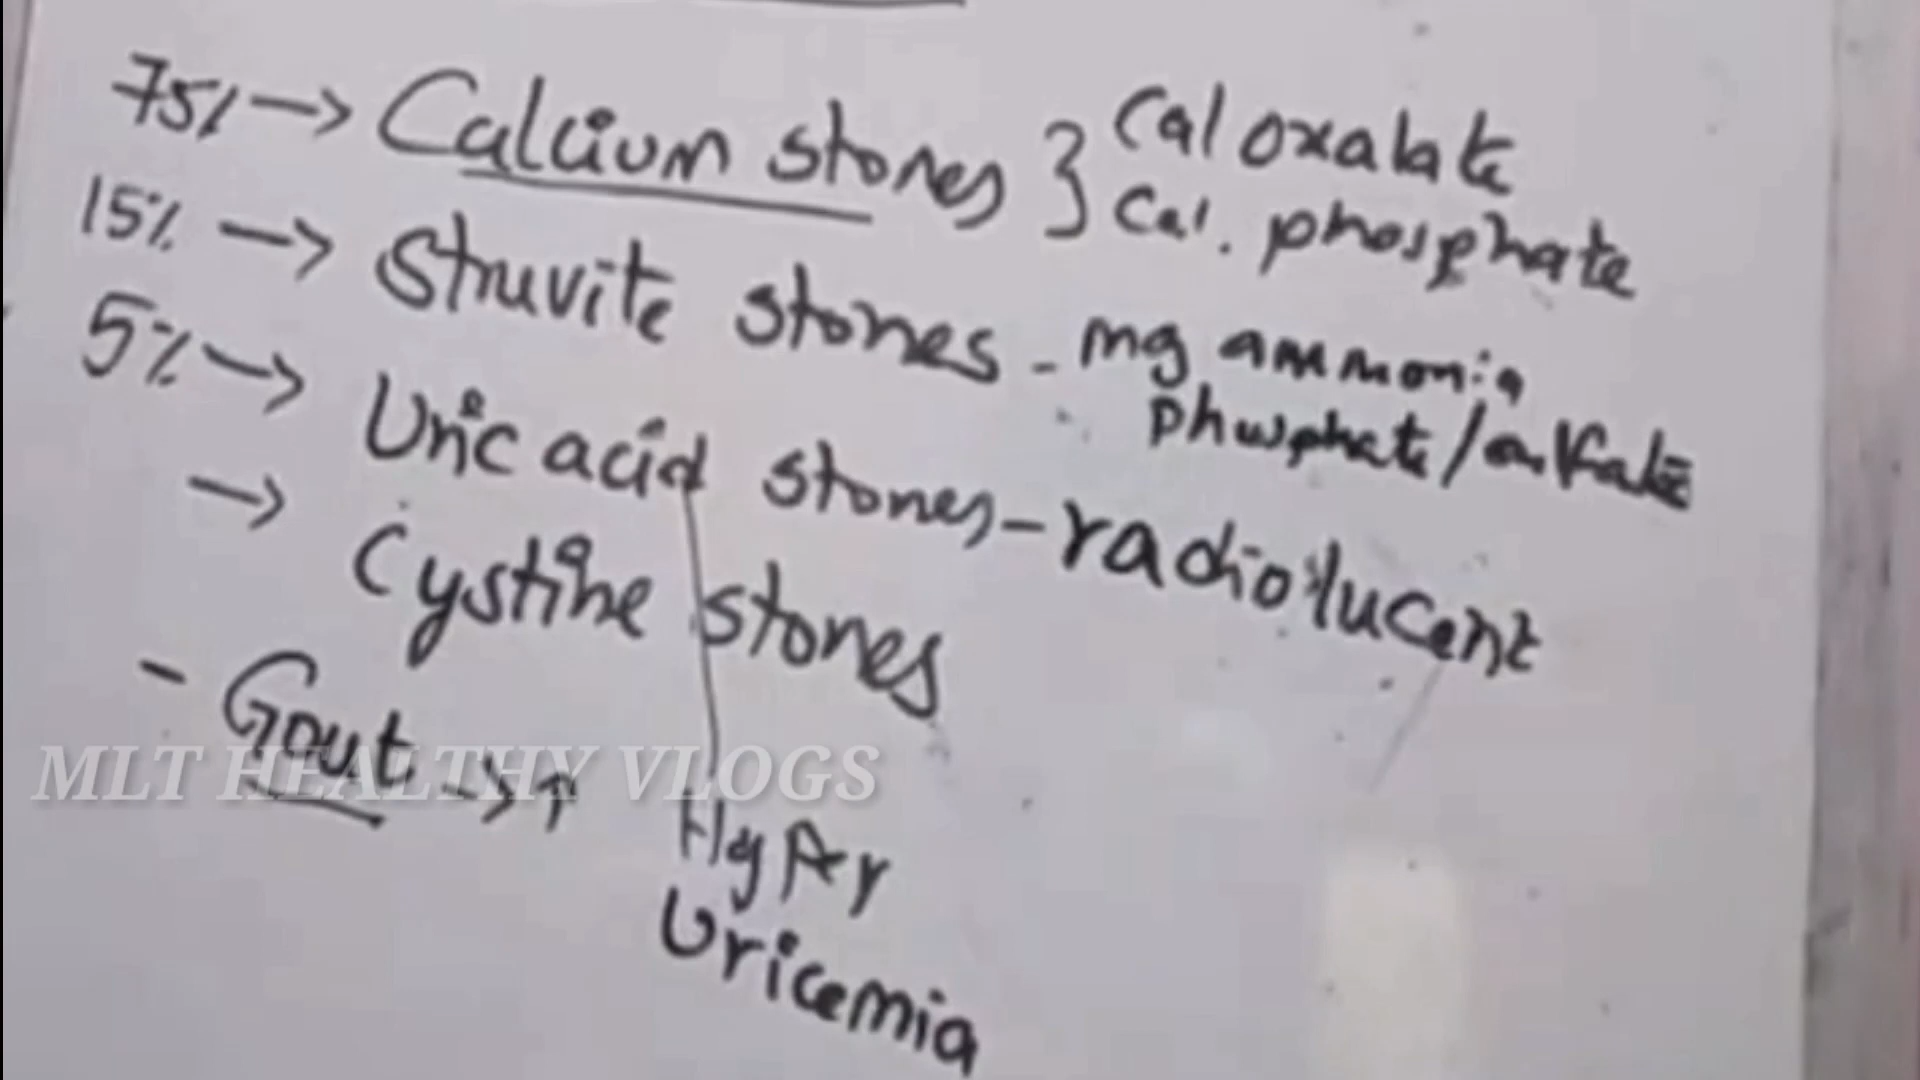 75% → Calcium stones } Cal oxalate
Cal. phosphate
15% → Struvite stones - mg ammonia
phosphate /
5% → Uric acid stones - radiolucent
→ Cystine stones
- Gout → ↑
MLT HEALTHY VLOGS
Hyper
Uricemia